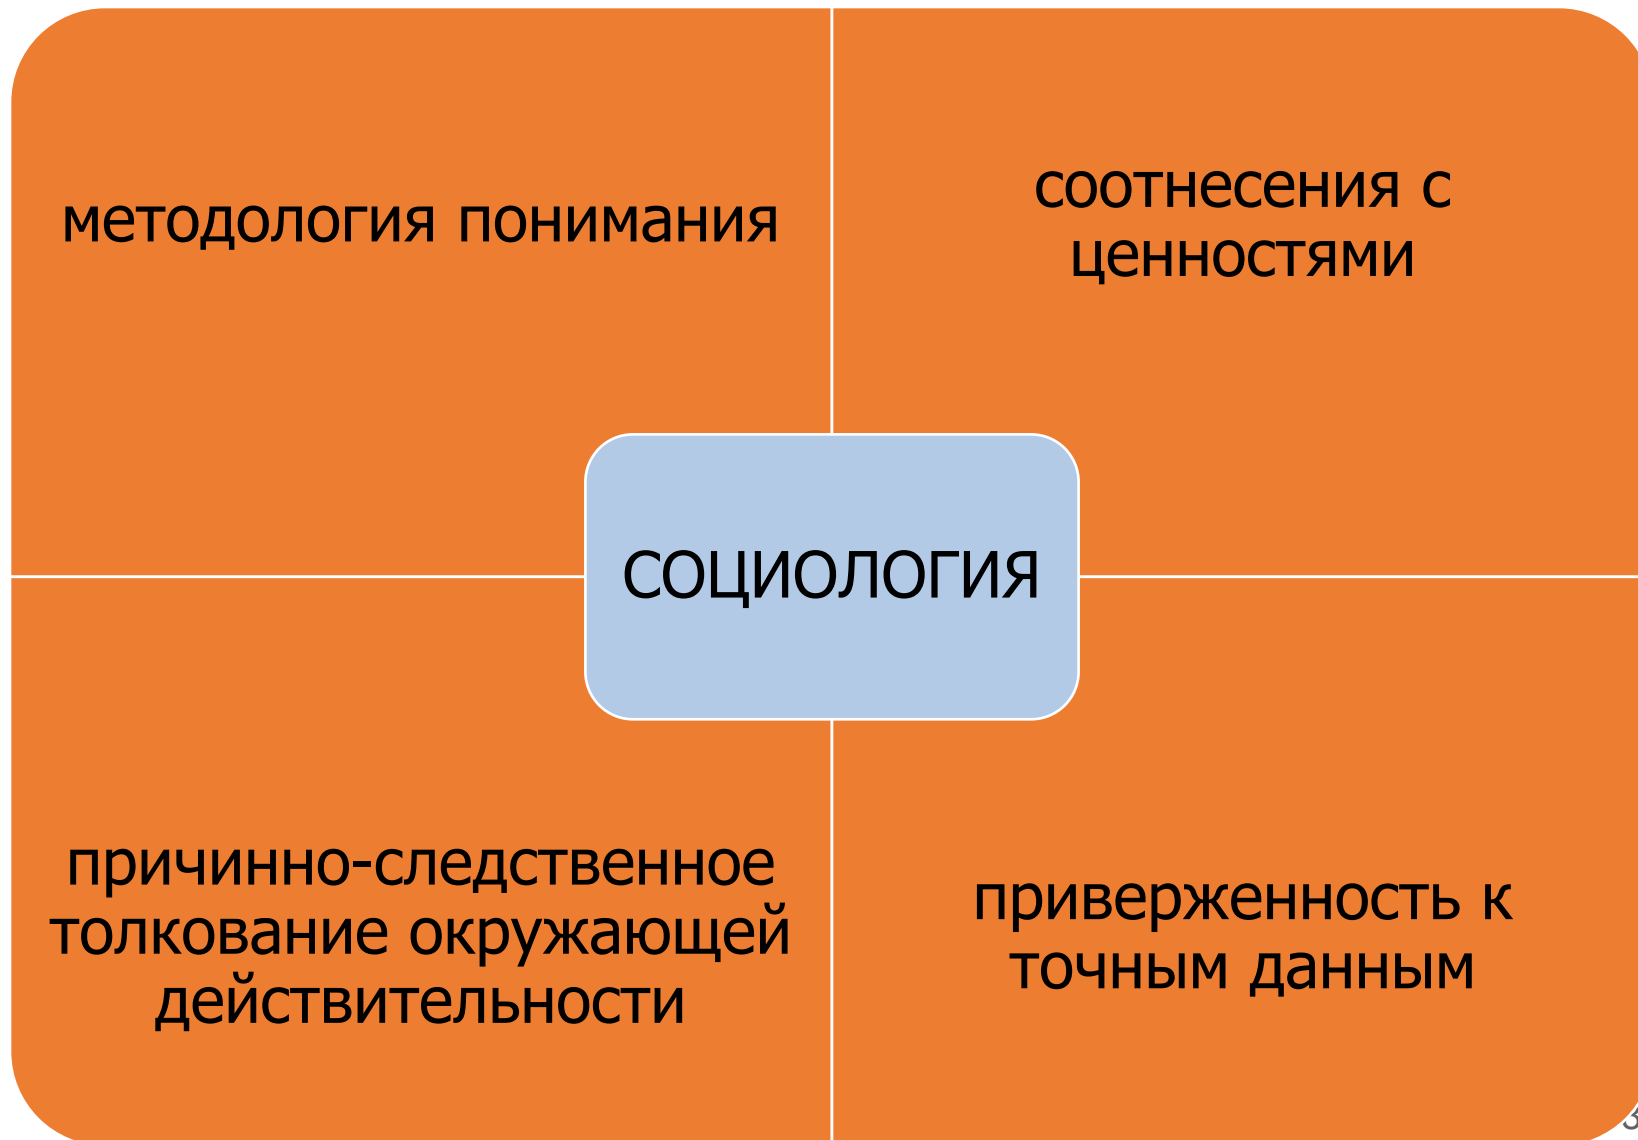 методология понимания
соотнесения с
ценностями
СОЦИОЛОГИЯ
причинно-следственное
толкование окружающей
действительности
приверженность к
точным данным